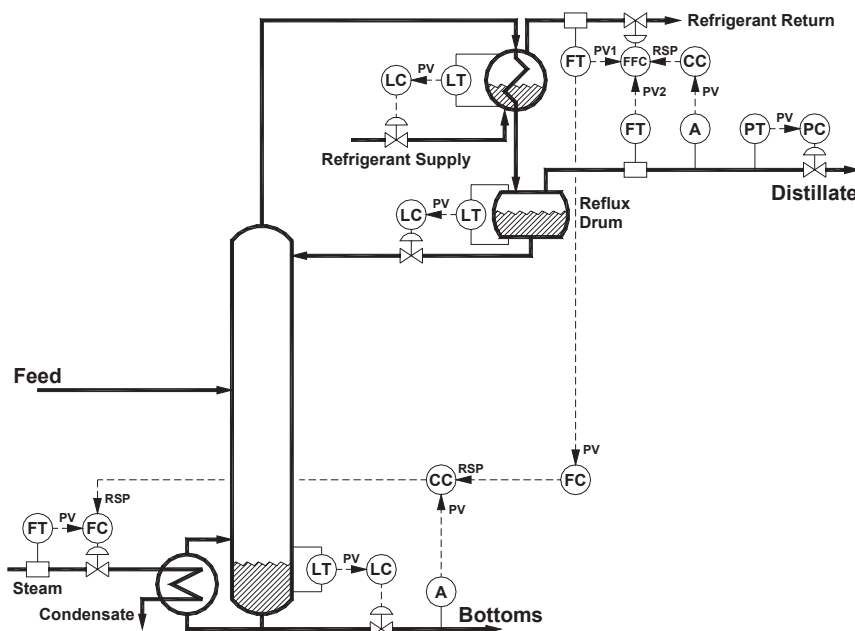 Refrigerant Return
FT
PV1
FFC
RSP
CC
LC
PV
LT
PV2
PV
FT
A
PT
PV
PC
Refrigerant Supply
Distillate
LC
PV
LT
Reflux
Drum
Feed
PV
CC
RSP
FC
RSP
PV
FT
PV
FC
LT
PV
LC
A
Steam
Condensate
Bottoms